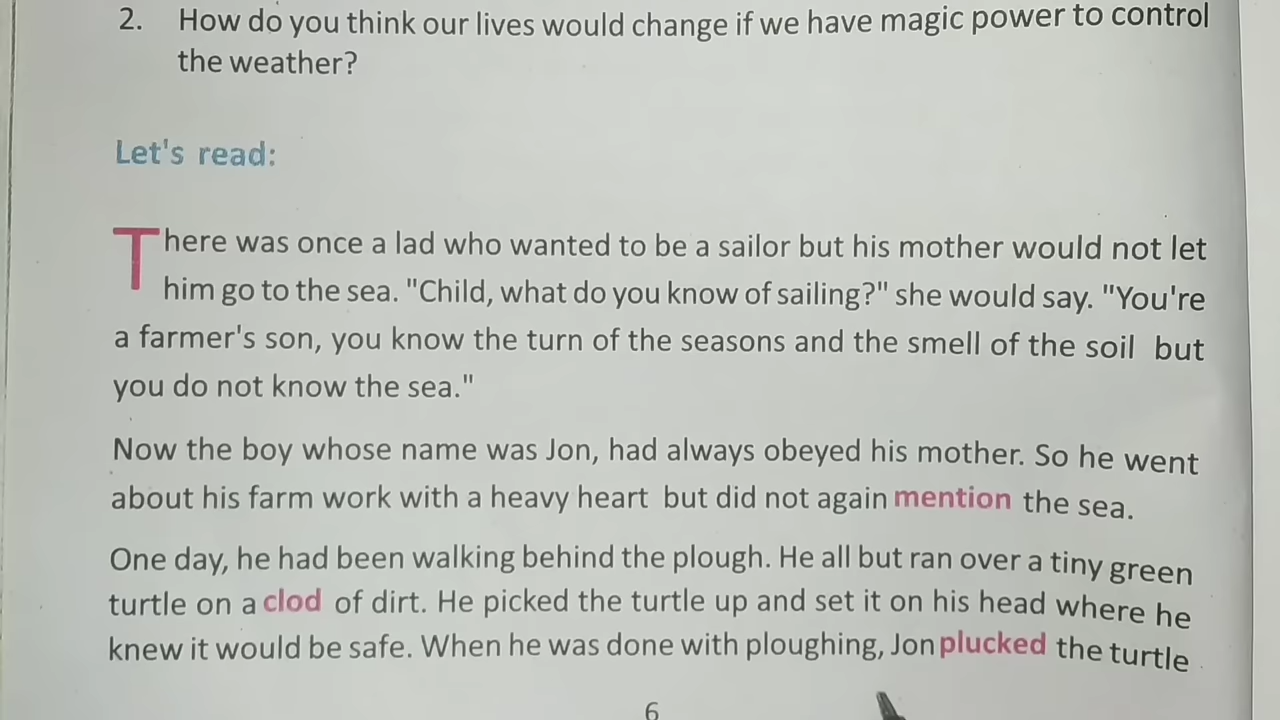 2. How do you think our lives would change if we have magic power to control
the weather?
Let's read:
There was once a lad who wanted to be a sailor but his mother would not let
him go to the sea. "Child, what do you know of sailing?" she would say. "You're
a farmer's son, you know the turn of the seasons and the smell of the soil but
you do not know the sea."
Now the boy whose name was Jon, had always obeyed his mother. So he went
about his farm work with a heavy heart but did not again mention the sea.
One day, he had been walking behind the plough. He all but ran over a tiny green
turtle on a clod of dirt. He picked the turtle up and set it on his head where he
knew it would be safe. When he was done with ploughing, Jon plucked the turtle
6